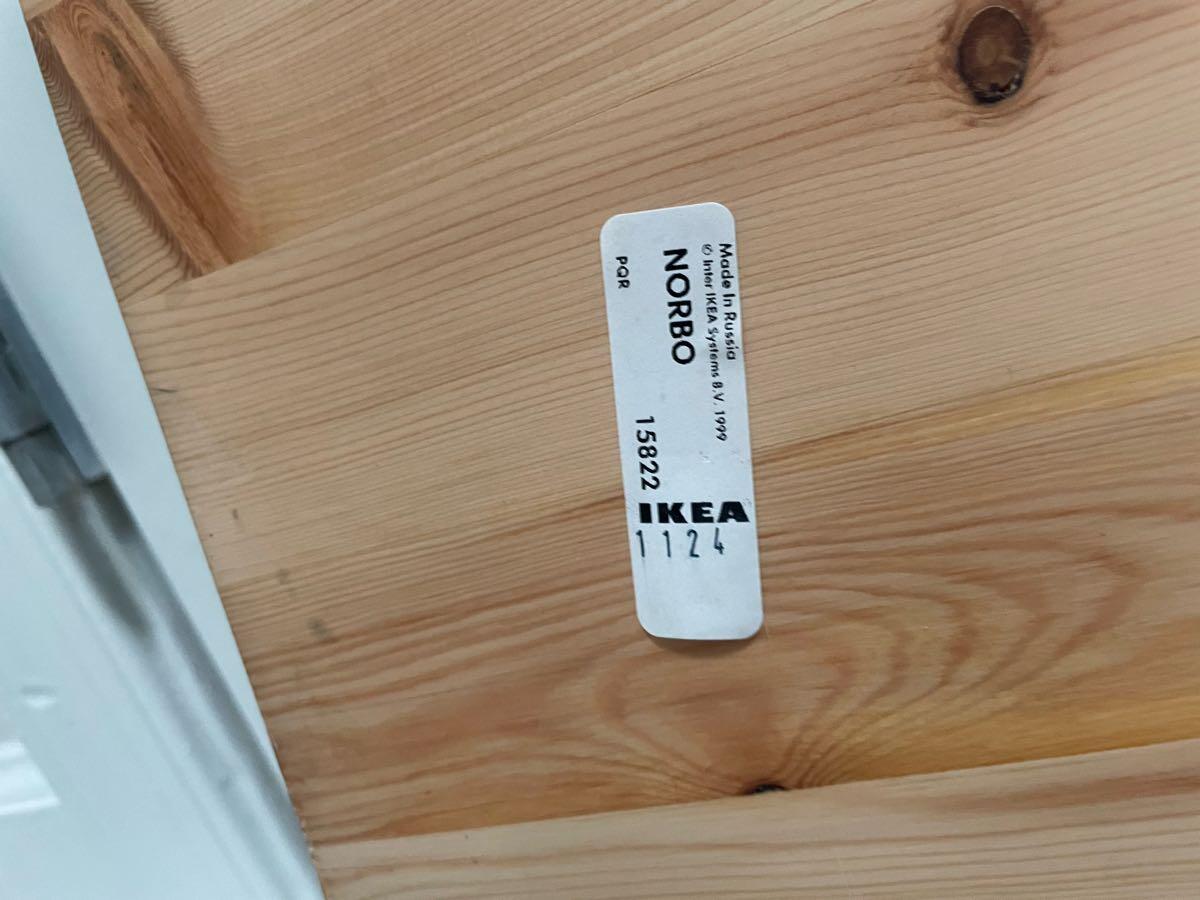 Made In Russia
© Inter IKEA Systems B.V. 1999
NORBO
15822
PQR
IKEA
1124